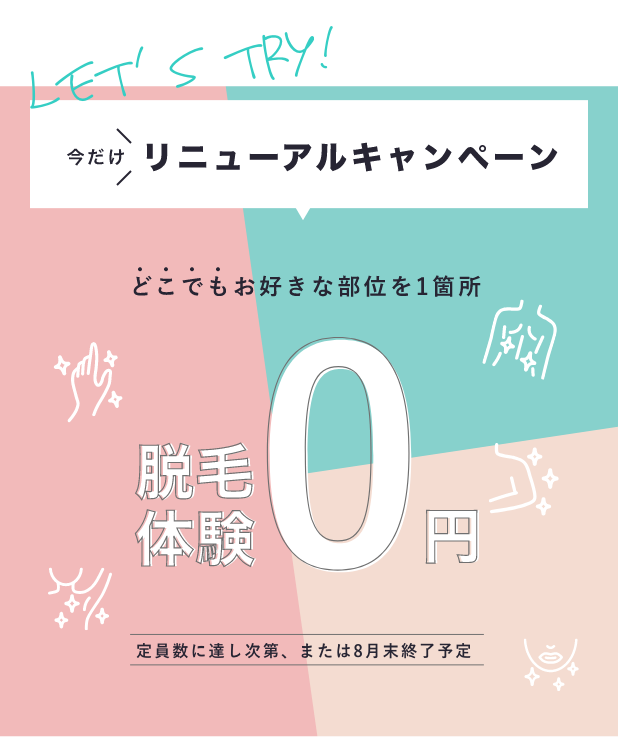 LET'S TRY!
今だけ
リニューアルキャンペーン
どこでもお好きな部位を1箇所
脱毛
体験
0円
定員数に達し次第、または8月末終了予定